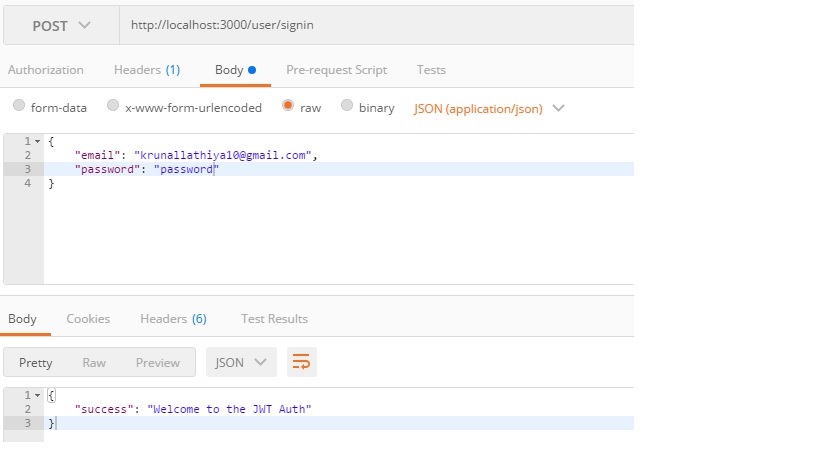 POST http://localhost:3000/user/signin
Authorization Headers (1) Body Pre-request Script Tests
form-data x-www-form-urlencoded raw binary JSON (application/json)
1 {
2 "email": "krunallathiya10@gmail.com",
3 "password": "password"
4 }
Body Cookies Headers (6) Test Results
Pretty Raw Preview JSON
1 {
2 "success": "Welcome to the JWT Auth"
3 }